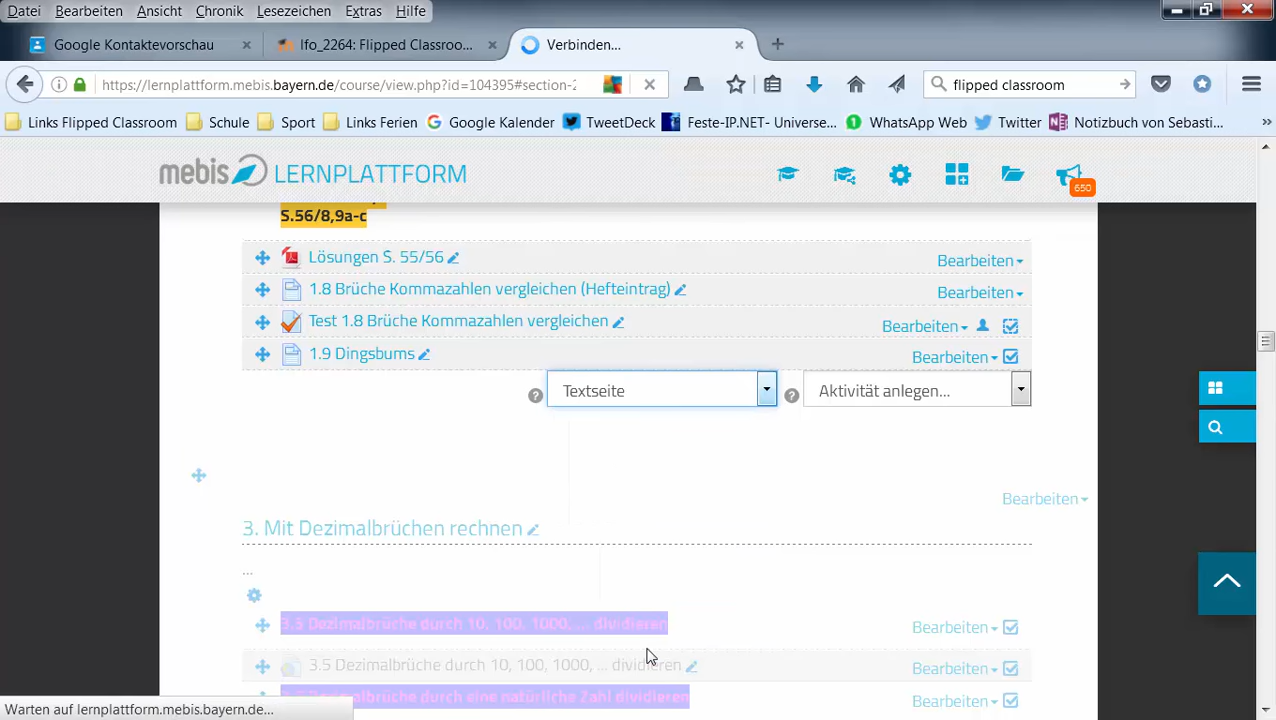 Datei Bearbeiten Ansicht Chronik Lesezeichen Extras Hilfe
Google Kontaktevorschau
lfo_2264: Flipped Classroo...
Verbinden...
https://lernplattform.mebis.bayern.de/course/view.php?id=104395#section-2
flipped classroom
Links Flipped Classroom
Schule
Sport
Links Ferien
Google Kalender
TweetDeck
Feste-IP.NET- Universe...
WhatsApp Web
Twitter
Notizbuch von Sebasti...
mebis LERNPLATTFORM
650
S.56/8,9a-c
Lösungen S. 55/56
Bearbeiten
1.8 Brüche Kommazahlen vergleichen (Hefteintrag)
Bearbeiten
Test 1.8 Brüche Kommazahlen vergleichen
Bearbeiten
1.9 Dingsbums
Bearbeiten
Textseite
Aktivität anlegen...
Bearbeiten
3. Mit Dezimalbrüchen rechnen
...
3.3 Dezimalbrüche durch 10, 100, 1000, ... dividieren
Bearbeiten
3.5 Dezimalbrüche durch 10, 100, 1000, ... dividieren
Bearbeiten
Dezimalbrüche durch eine natürliche Zahl dividieren
Bearbeiten
Warten auf lernplattform.mebis.bayern.de...